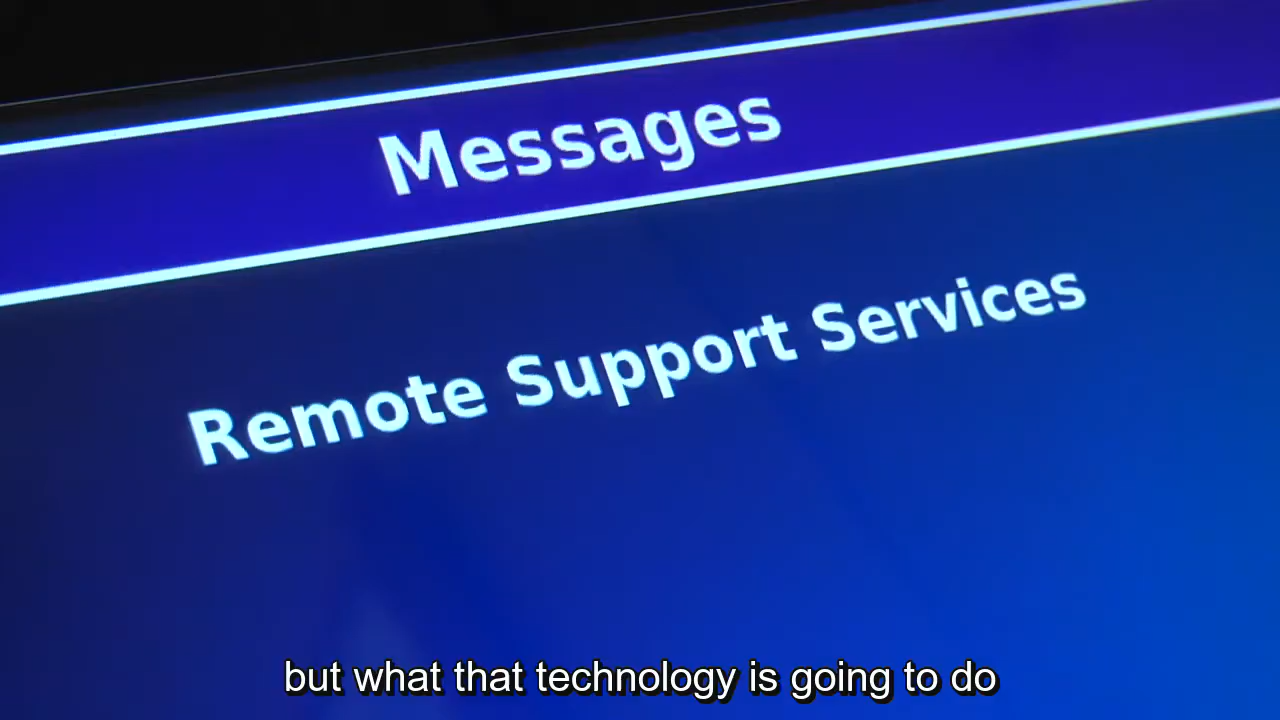 Messages
Remote Support Services
but what that technology is going to do